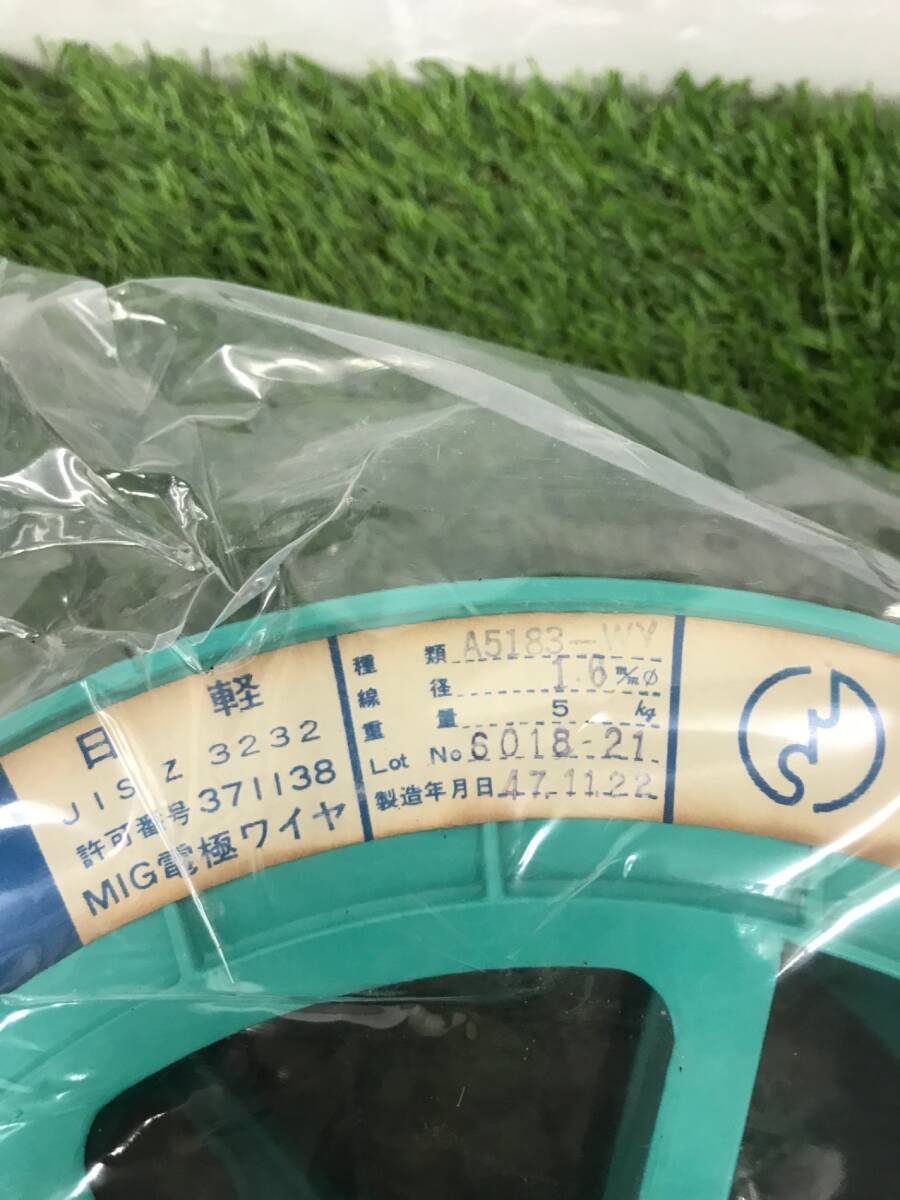 日軽
JIS Z 3232
許可番号 371138
MIG電極ワイヤ
種類 A5183-WY
線径 1.6 m/m φ
重量 5 kg
Lot No 6018-21
製造年月日 47.11.22